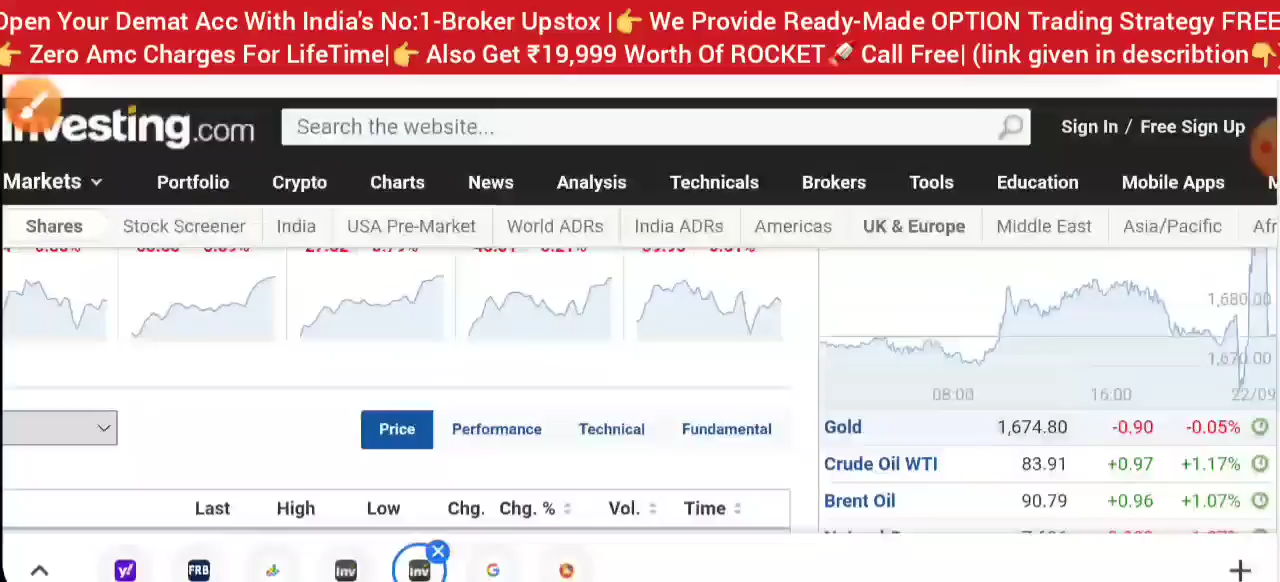 Open Your Demat Acc With India's No:1-Broker Upstox |👉 We Provide Ready-Made OPTION Trading Strategy FREE
👉 Zero Amc Charges For LifeTime|👉 Also Get ₹19,999 Worth Of ROCKET🚀 Call Free| (link given in describtion👇
Investing.com Search the website... Sign In / Free Sign Up
Markets Portfolio Crypto Charts News Analysis Technicals Brokers Tools Education Mobile Apps
Shares Stock Screener India USA Pre-Market World ADRs India ADRs Americas UK & Europe Middle East Asia/Pacific Afr
1,680.00
1,670.00
08:00 16:00 22/09
Price Performance Technical Fundamental
Gold 1,674.80 -0.90 -0.05%
Crude Oil WTI 83.91 +0.97 +1.17%
Brent Oil 90.79 +0.96 +1.07%
Last High Low Chg. Chg. % Vol. Time
y! FRB Inv Inv G